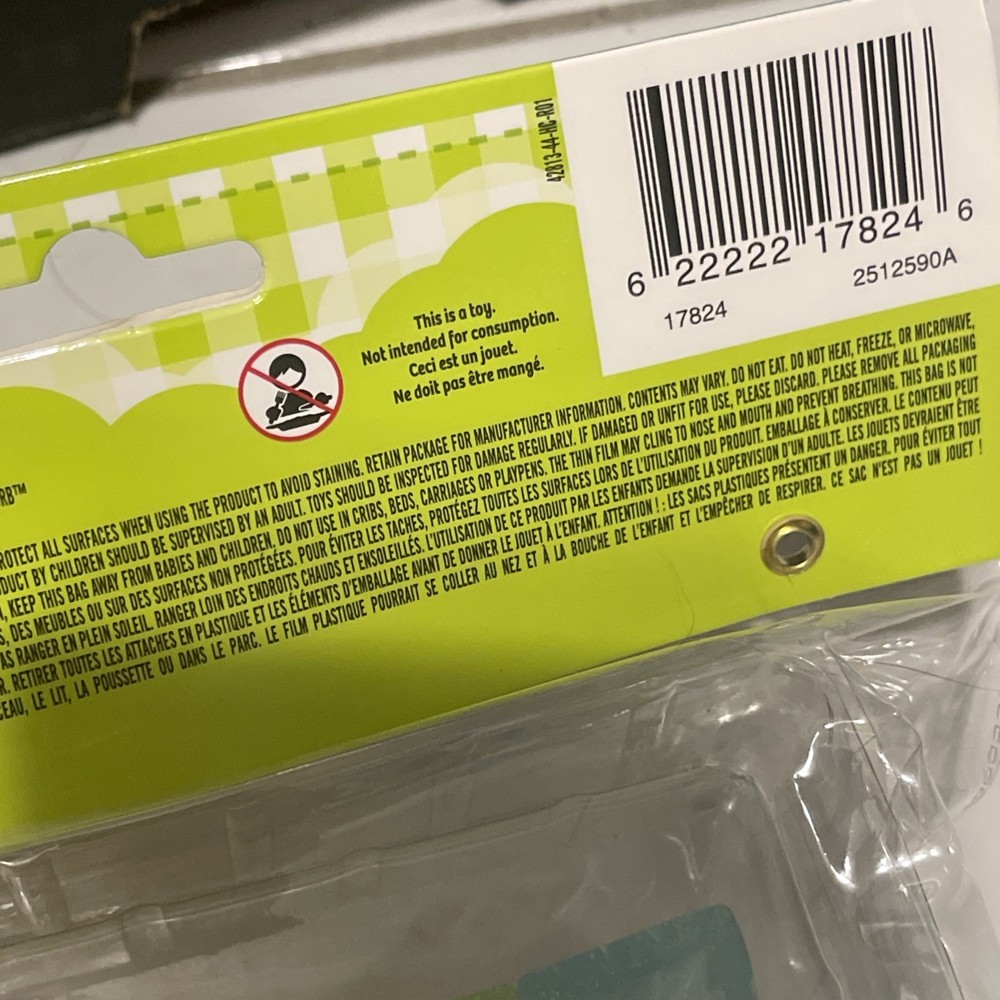 42813-44-HC-R01
6 22222 17824 6
17824
2512590A
This is a toy.
Not intended for consumption.
Ceci est un jouet.
Ne doit pas être mangé.
RB™
ROTECT ALL SURFACES WHEN USING THE PRODUCT TO AVOID STAINING. RETAIN PACKAGE FOR MANUFACTURER INFORMATION. CONTENTS MAY VARY. DO NOT EAT. DO NOT HEAT, FREEZE, OR MICROWAVE,
DUCT BY CHILDREN SHOULD BE SUPERVISED BY AN ADULT. TOYS SHOULD BE INSPECTED FOR DAMAGE REGULARLY. IF DAMAGED OR UNFIT FOR USE, PLEASE DISCARD. PLEASE REMOVE ALL PACKAGING
, KEEP THIS BAG AWAY FROM BABIES AND CHILDREN, DO NOT USE IN CRIBS, BEDS, CARRIAGES OR PLAYPENS. THE THIN FILM MAY CLING TO NOSE AND MOUTH AND PREVENT BREATHING. THIS BAG IS NOT
S, DES MEUBLES OU SUR DES SURFACES NON PROTÉGÉES. POUR ÉVITER LES TACHES, PROTÉGEZ TOUTES LES SURFACES LORS DE L'UTILISATION DU PRODUIT. EMBALLAGE À CONSERVER. LE CONTENU PEUT
AS RANGER EN PLEIN SOLEIL. RANGER LOIN DES ENDROITS CHAUDS ET ENSOLEILLÉS. L'UTILISATION DE CE PRODUIT PAR LES ENFANTS DEMANDE LA SUPERVISION D'UN ADULTE. LES JOUETS DEVRAIENT ÊTRE
R. RETIRER TOUTES LES ATTACHES EN PLASTIQUE ET LES ÉLÉMENTS D'EMBALLAGE AVANT DE DONNER LE JOUET À L'ENFANT. ATTENTION ! : LES SACS PLASTIQUES PRÉSENTENT UN DANGER. POUR ÉVITER TOUT
CEAU, LE LIT, LA POUSSETTE OU DANS LE PARC. LE FILM PLASTIQUE POURRAIT SE COLLER AU NEZ ET À LA BOUCHE DE L'ENFANT ET L'EMPÊCHER DE RESPIRER. CE SAC N'EST PAS UN JOUET !